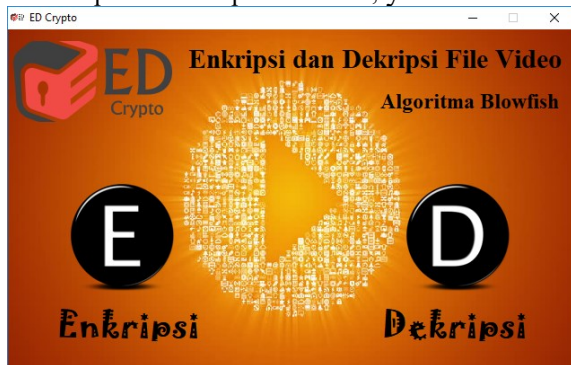 ED Crypto
ED
Crypto
Enkripsi dan Dekripsi File Video
Algoritma Blowfish
E
D
Enkripsi
Dekripsi